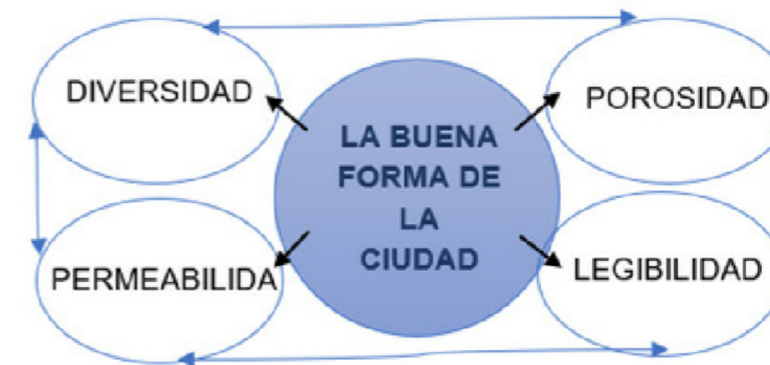 DIVERSIDAD
POROSIDAD
LA BUENA
FORMA DE
LA
CIUDAD
PERMEABILIDA
LEGIBILIDAD